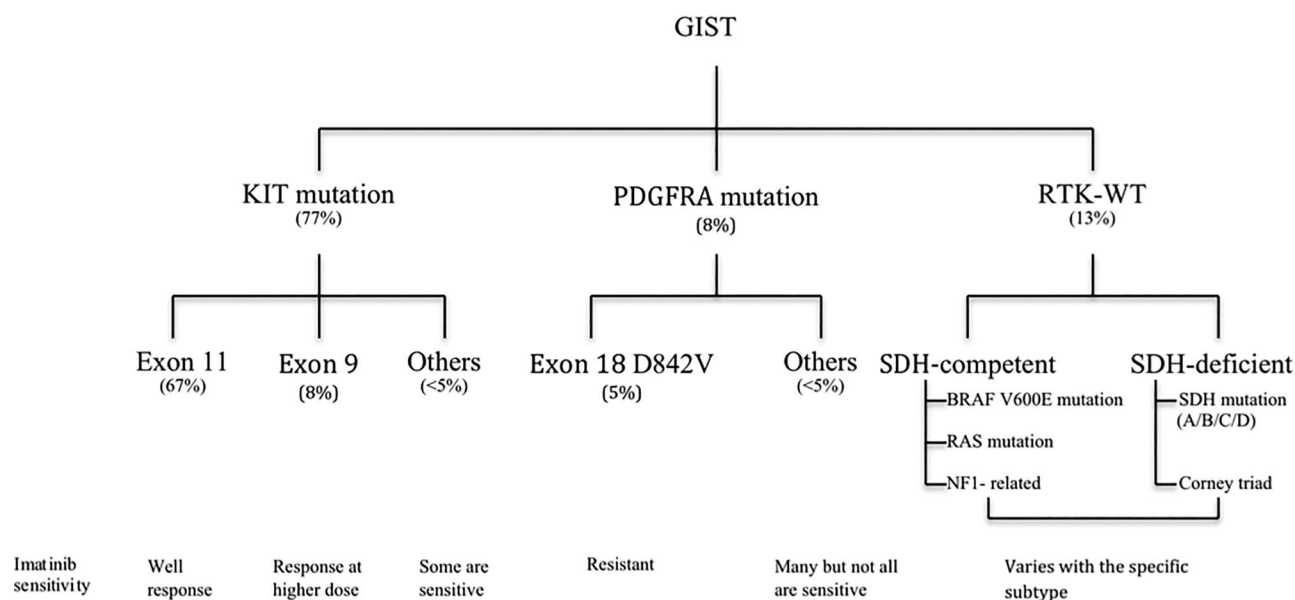 GIST
KIT mutation
(77%)
PDGFRA mutation
(8%)
RTK-WT
(13%)
Exon 11
(67%)
Exon 9
(8%)
Others
(<5%)
Exon 18 D842V
(5%)
Others
(<5%)
SDH-competent
BRAF V600E mutation
RAS mutation
NF1- related
SDH-deficient
SDH mutation
(A/B/C/D)
Corney triad
Imatinib
sensitivity
Well
response
Response at
higher dose
Some are
sensitive
Resistant
Many but not all
are sensitive
Varies with the specific
subtype